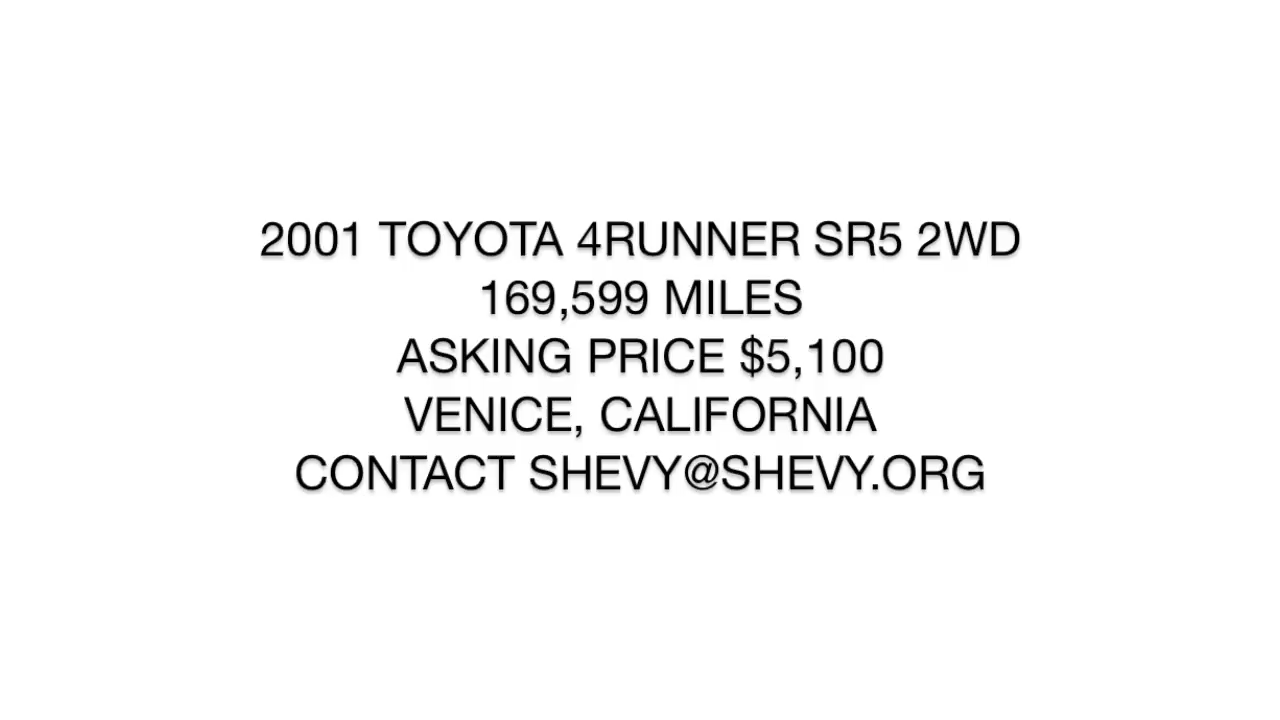 2001 TOYOTA 4RUNNER SR5 2WD
169,599 MILES
ASKING PRICE $5,100
VENICE, CALIFORNIA
CONTACT SHEVY@SHEVY.ORG